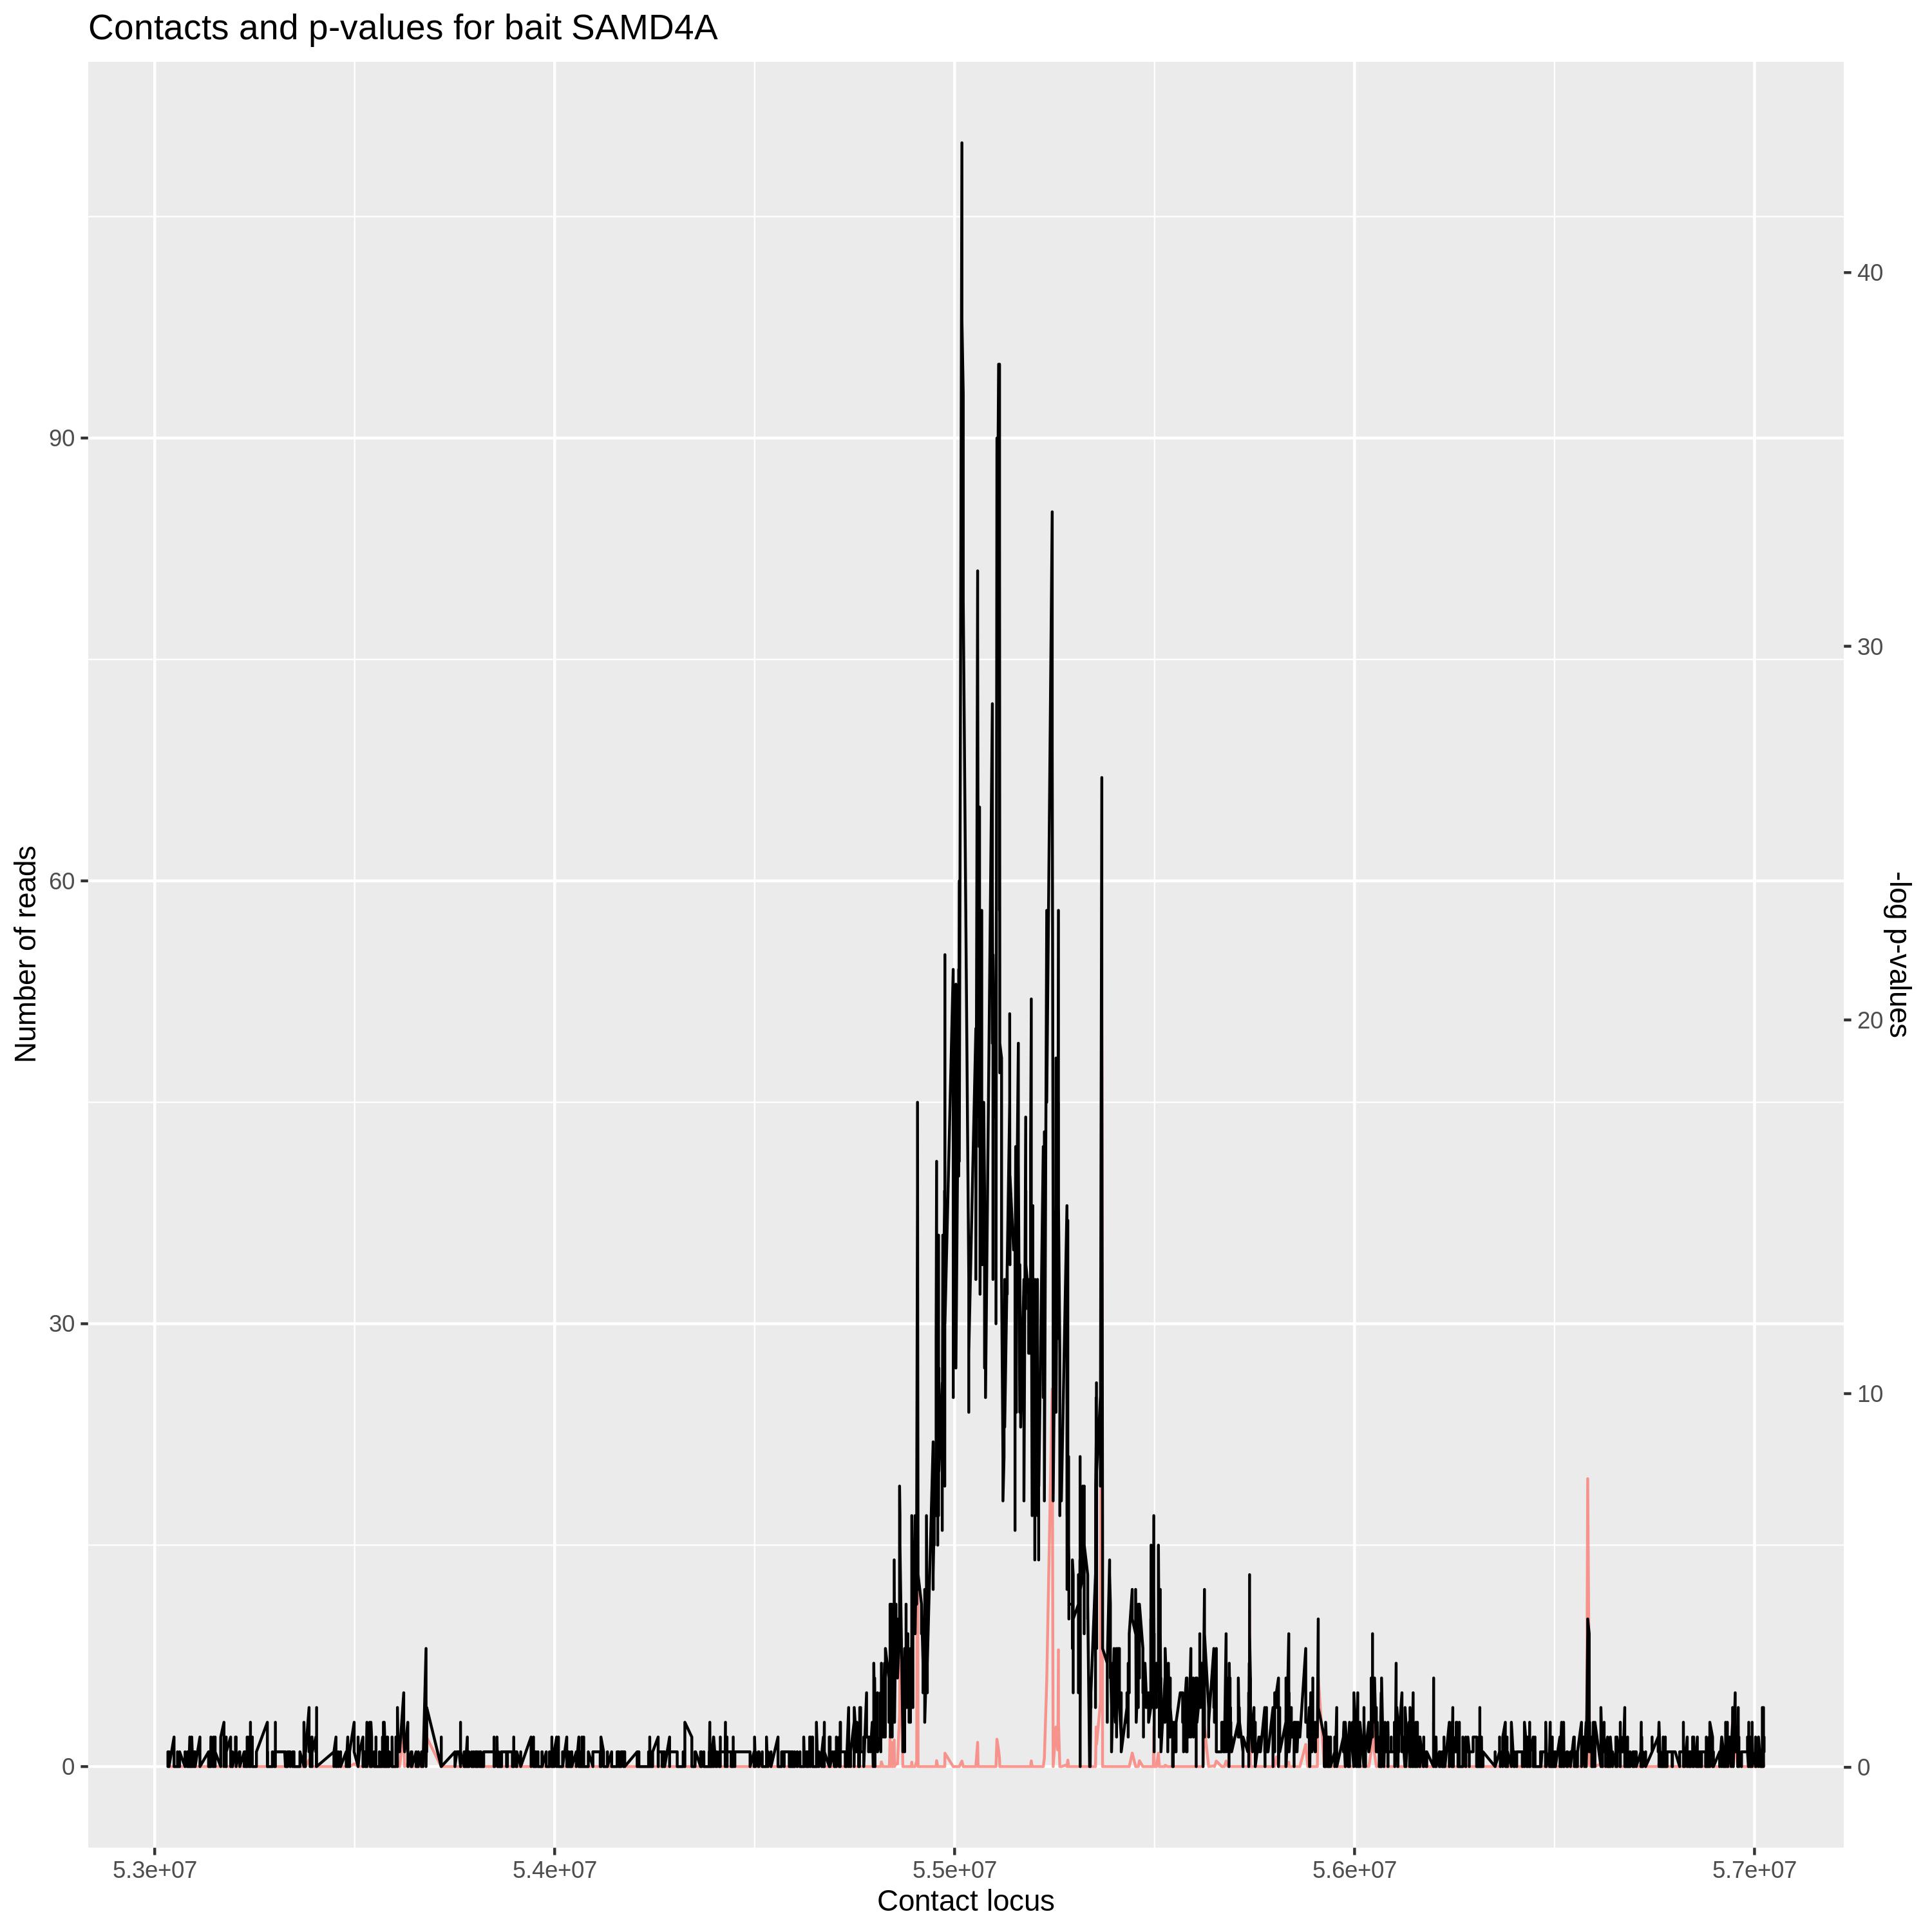 Contacts and p-values for bait SAMD4A
Number of reads
90
60
30
0
40
30
20
10
0
-log p-values
5.3e+07 5.4e+07 5.5e+07 5.6e+07 5.7e+07
Contact locus